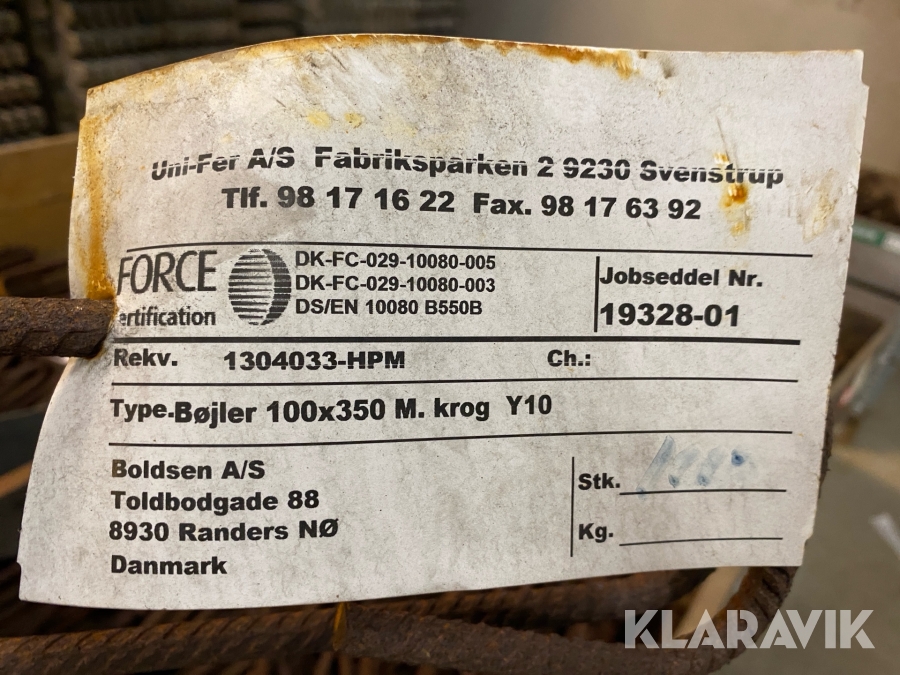 Uni-Fer A/S Fabriksparken 2 9230 Svenstrup
Tlf. 98 17 16 22 Fax. 98 17 63 92
FORCE
ertification
DK-FC-029-10080-005
DK-FC-029-10080-003
DS/EN 10080 B550B
Jobseddel Nr.
19328-01
Rekv. 1304033-HPM Ch.:
Type.Bøjler 100x350 M. krog Y10
Boldsen A/S
Toldbodgade 88
8930 Randers NØ
Danmark
Stk.
Kg.
KLARAVIK